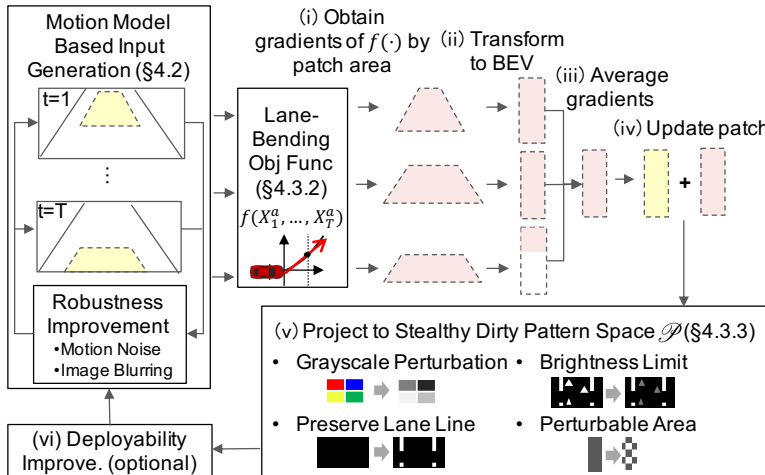 Motion Model
Based Input
Generation (§4.2)
t=1
⋮
t=T
Robustness
Improvement
•Motion Noise
•Image Blurring
Lane-
Bending
Obj Func
(§4.3.2)
f(X₁ᵃ, …, X_Tᵃ)
(i) Obtain
gradients of f(·) by
patch area
(ii) Transform
to BEV
(iii) Average
gradients
(iv) Update patch
+
(v) Project to Stealthy Dirty Pattern Space 𝒫 (§4.3.3)
• Grayscale Perturbation
• Brightness Limit
• Preserve Lane Line
• Perturbable Area
(vi) Deployability
Improve. (optional)